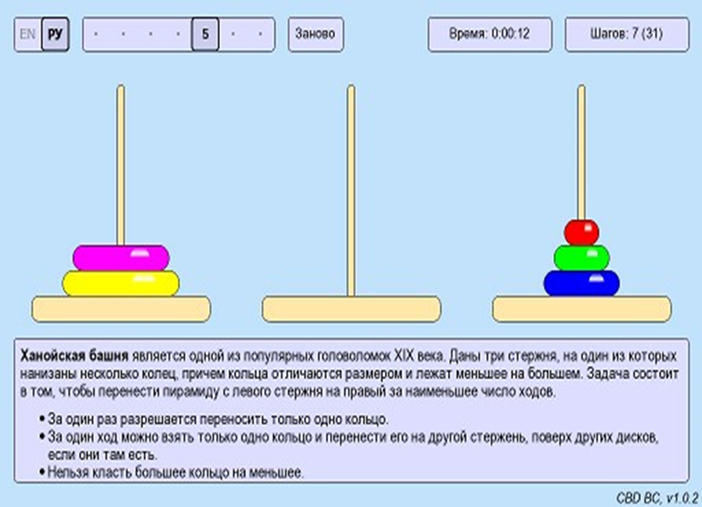 EN РУ 5 Заново Время: 0:00:12 Шагов: 7 (31)
Ханойская башня является одной из популярных головоломок XIX века. Даны три стержня, на один из которых
нанизаны несколько колец, причем кольца отличаются размером и лежат меньшее на большем. Задача состоит
в том, чтобы перенести пирамиду с левого стержня на правый за наименьшее число ходов.
• За один раз разрешается переносить только одно кольцо.
• За один ход можно взять только одно кольцо и перенести его на другой стержень, поверх других дисков,
если они там есть.
• Нельзя класть большее кольцо на меньшее.
CBD BC, v1.0.2